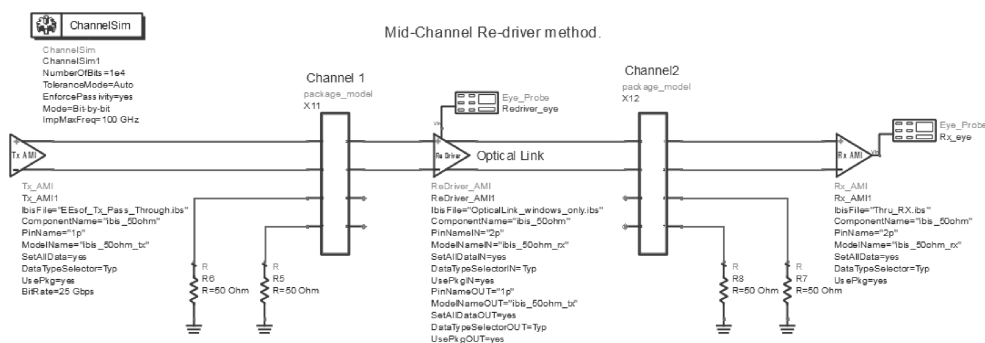 ChannelSim
Mid-Channel Re-driver method.
ChannelSim
ChannelSim1
NumberOfBits=1e4
ToleranceMode=Auto
EnforcePassivity=yes
Mode=Bit-by-bit
ImpMaxFreq=100 GHz
Channel 1
package_model
X11
Channel2
package_model
X12
Eye_Probe
Redriver_eye
Eye_Probe
Rx_eye
Tx AMI
Re Driver
Optical Link
Rx AMI
Tx_AMI
Tx_AMI1
IbisFile="EEsof_Tx_Pass_Through.ibs"
ComponentName="ibis_50ohm"
PinName="1p"
ModelName="ibis_50ohm_tx"
SetAllData=yes
DataTypeSelector=Typ
UsePkg=yes
BitRate=25 Gbps
R
R6
R=50 Ohm
R
R5
R=50 Ohm
ReDriver_AMI
ReDriver_AMI1
IbisFile="OpticalLink_windows_only.ibs"
ComponentName="ibis_50ohm"
PinNameIN="2p"
ModelNameIN="ibis_50ohm_rx"
SetAllDataIN=yes
DataTypeSelectorIN=Typ
UsePkgIN=yes
PinNameOUT="1p"
ModelNameOUT="ibis_50ohm_tx"
SetAllDataOUT=yes
DataTypeSelectorOUT=Typ
UsePkgOUT=yes
R
R8
R=50 Ohm
R
R7
R=50 Ohm
Rx_AMI
Rx_AMI1
IbisFile="Thru_RX.ibs"
ComponentName="ibis_50ohm"
PinName="2p"
ModelName="ibis_50ohm_rx"
SetAllData=yes
DataTypeSelector=Typ
UsePkg=yes